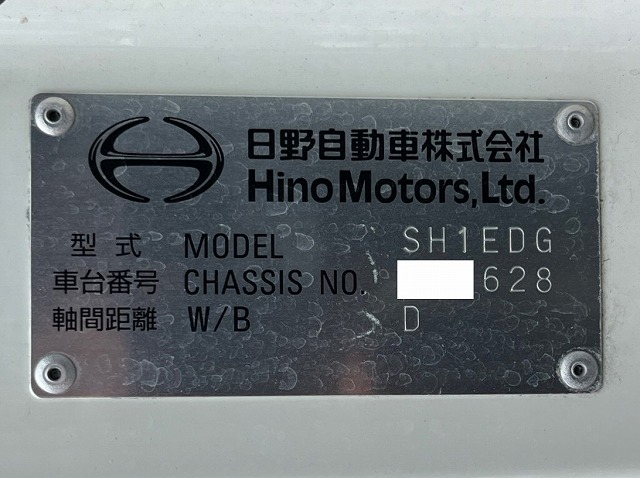 日野自動車株式会社
Hino Motors, Ltd.
型式 MODEL SH1EDG
車台番号 CHASSIS NO. 628
軸間距離 W/B D